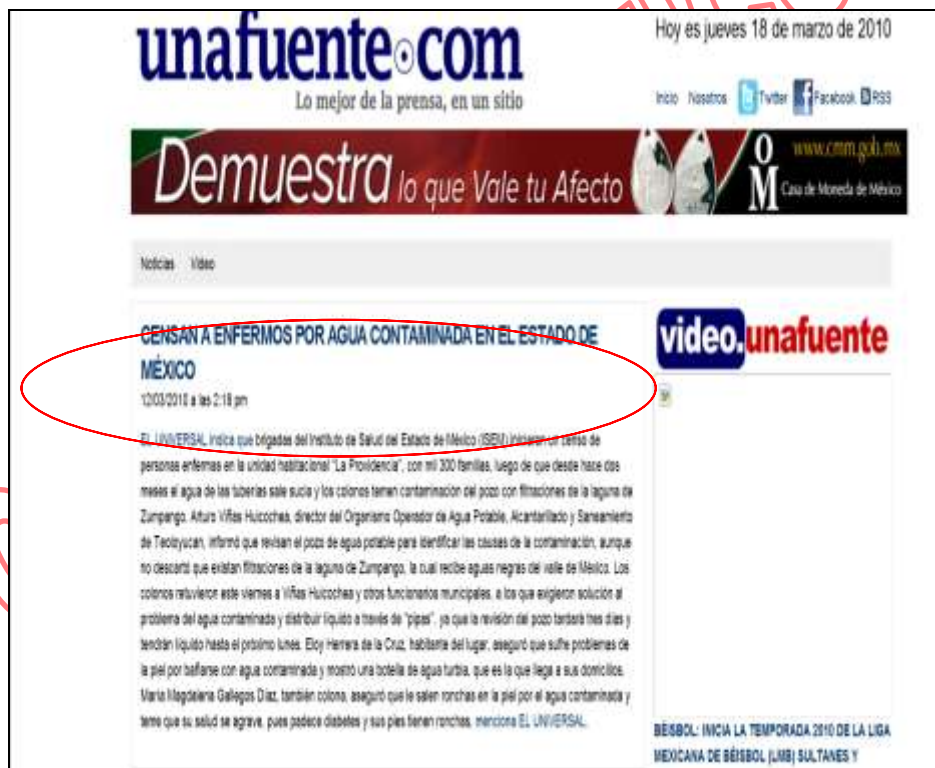 unafuente.com
Lo mejor de la prensa, en un sitio
Hoy es jueves 18 de marzo de 2010
Inicio Nosotros Twitter Facebook RSS
Demuestra lo que Vale tu Afecto
OM
www.cmm.gob.mx
Casa de Moneda de México
Noticias Video
CENSAN A ENFERMOS POR AGUA CONTAMINADA EN EL ESTADO DE
MÉXICO
12/03/2010 a las 2:18 pm
EL UNIVERSAL indica que brigadas del Instituto de Salud del Estado de México (ISEM) iniciaron un censo de
personas enfermas en la unidad habitacional "La Providencia", con mil 300 familias, luego de que desde hace dos
meses el agua de las tuberías sale sucia y los colonos temen contaminación del pozo con filtraciones de la laguna de
Zumpango. Arturo Viñas Huicochea, director del Organismo Operador de Agua Potable, Alcantarillado y Saneamiento
de Teoloyucan, informó que revisan el pozo de agua potable para identificar las causas de la contaminación, aunque
no descartó que existan filtraciones de la laguna de Zumpango, la cual recibe aguas negras del valle de México. Los
colonos retuvieron este viernes a Viñas Huicochea y otros funcionarios municipales, a los que exigieron solución al
problema del agua contaminada y distribuir líquido a través de "pipas", ya que la revisión del pozo tardará tres días y
tendrán líquido hasta el próximo lunes. Eloy Herrera de la Cruz, habitante del lugar, aseguró que sufre problemas de
la piel por bañarse con agua contaminada y mostró una botella de agua turbia, que es la que llega a sus domicilios.
María Magdalena Gallegos Díaz, también colona, aseguró que le salen ronchas en la piel por el agua contaminada y
teme que su salud se agrave, pues padece diabetes y sus pies tienen ronchas, menciona EL UNIVERSAL.
video.unafuente
BÉISBOL: INICIA LA TEMPORADA 2010 DE LA LIGA
MEXICANA DE BÉISBOL (LMB) SULTANES Y